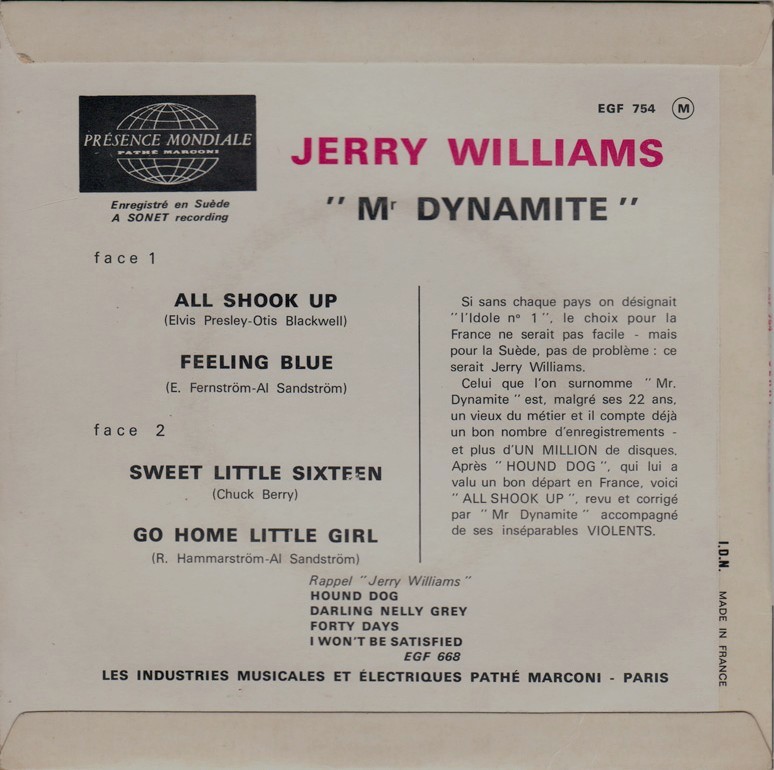 EGF 754 M
PRÉSENCE MONDIALE
PATHÉ MARCONI
Enregistré en Suède
A SONET recording
JERRY WILLIAMS
" Mr DYNAMITE "
face 1
ALL SHOOK UP
(Elvis Presley-Otis Blackwell)
FEELING BLUE
(E. Fernström-Al Sandström)
face 2
SWEET LITTLE SIXTEEN
(Chuck Berry)
GO HOME LITTLE GIRL
(R. Hammarström-Al Sandström)
Si sans chaque pays on désignait
"l'Idole n° 1", le choix pour la
France ne serait pas facile - mais
pour la Suède, pas de problème : ce
serait Jerry Williams.
Celui que l'on surnomme "Mr.
Dynamite" est, malgré ses 22 ans,
un vieux du métier et il compte déjà
un bon nombre d'enregistrements -
et plus d'UN MILLION de disques.
Après "HOUND DOG", qui lui a
valu un bon départ en France, voici
"ALL SHOOK UP", revu et corrigé
par "Mr Dynamite" accompagné
de ses inséparables VIOLENTS.
Rappel "Jerry Williams"
HOUND DOG
DARLING NELLY GREY
FORTY DAYS
I WON'T BE SATISFIED
EGF 668
LES INDUSTRIES MUSICALES ET ÉLECTRIQUES PATHÉ MARCONI - PARIS
I.D.N. MADE IN FRANCE